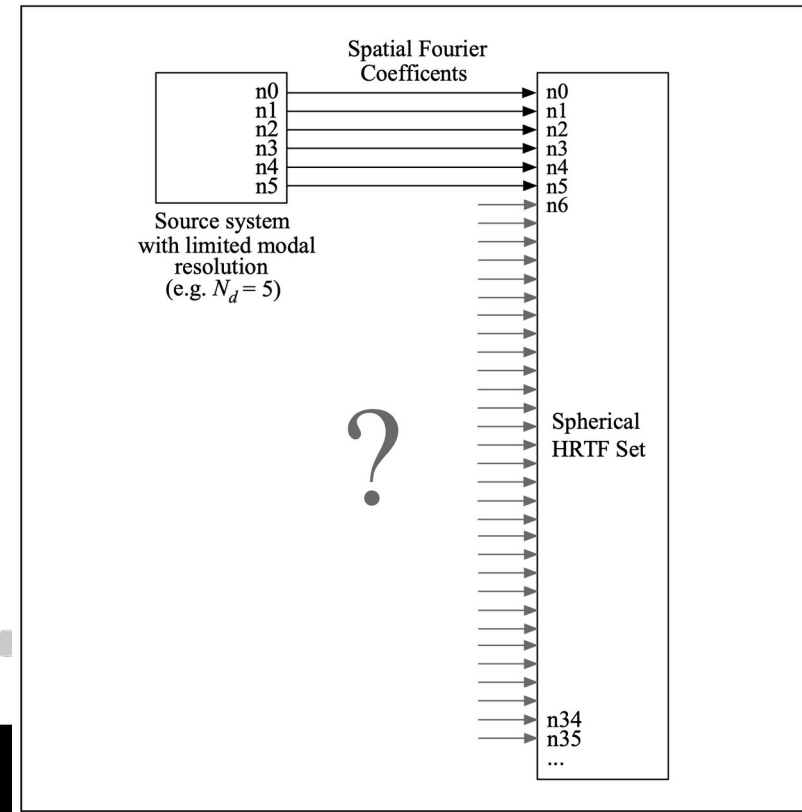 Spatial Fourier
Coefficents
n0
n1
n2
n3
n4
n5
n0
n1
n2
n3
n4
n5
n6
Source system
with limited modal
resolution
(e.g. N_d = 5)
?
Spherical
HRTF Set
n34
n35
...